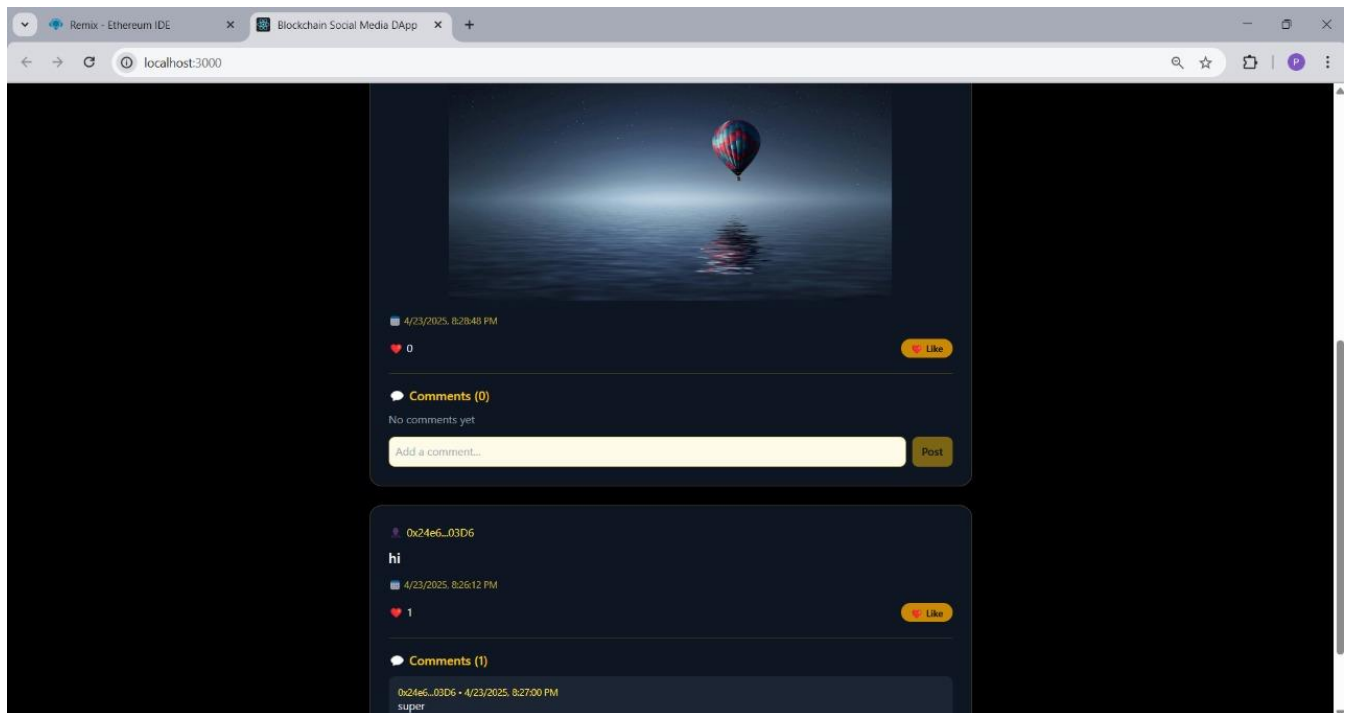 Remix - Ethereum IDE
Blockchain Social Media DApp
localhost:3000
P
4/23/2025, 8:28:48 PM
0
Like
Comments (0)
No comments yet
Add a comment...
Post
0x24e6...03D6
hi
4/23/2025, 8:26:12 PM
1
Like
Comments (1)
0x24e6...03D6 • 4/23/2025, 8:27:00 PM
super